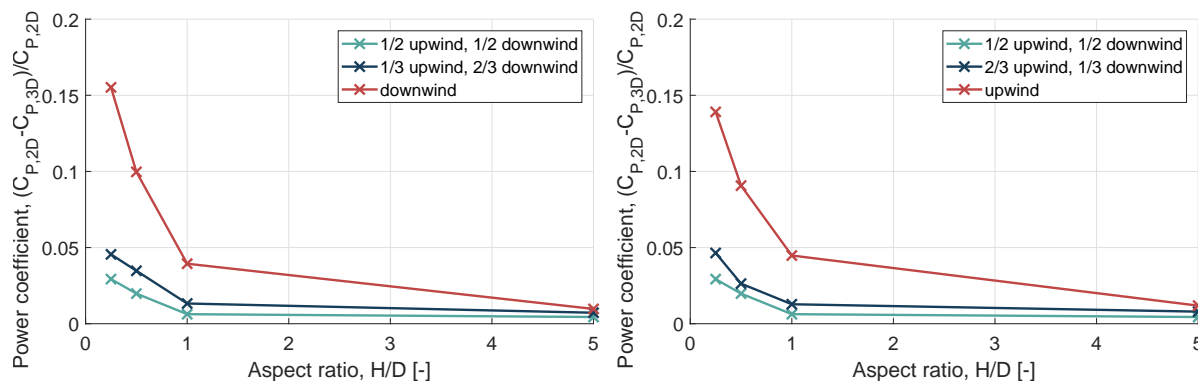 Power coefficient, (C_P,2D-C_P,3D)/C_P,2D
0.2
0.15
0.1
0.05
0
1/2 upwind, 1/2 downwind
1/3 upwind, 2/3 downwind
downwind
0 1 2 3 4 5
Aspect ratio, H/D [-]
Power coefficient, (C_P,2D-C_P,3D)/C_P,2D
0.2
0.15
0.1
0.05
0
1/2 upwind, 1/2 downwind
2/3 upwind, 1/3 downwind
upwind
0 1 2 3 4 5
Aspect ratio, H/D [-]